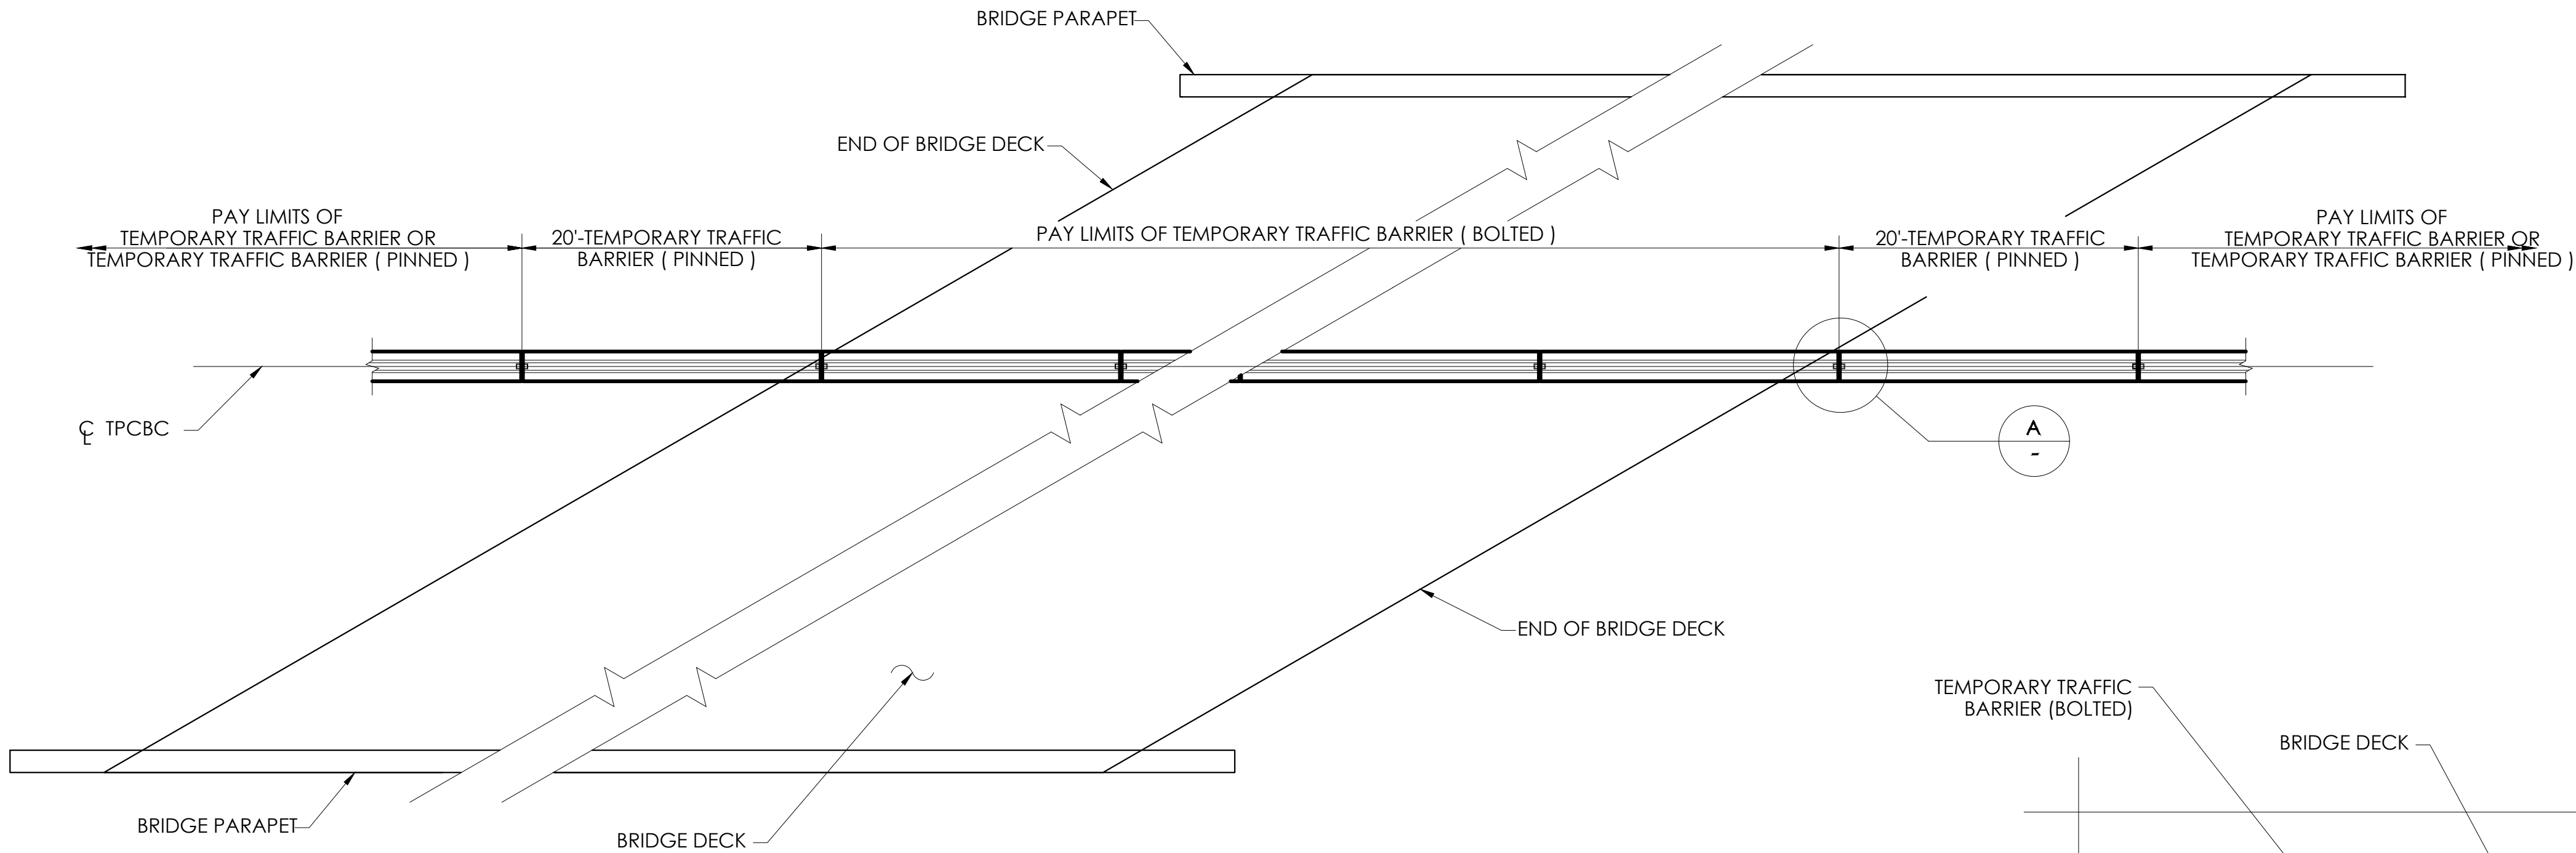 BRIDGE PARAPET
END OF BRIDGE DECK
PAY LIMITS OF
TEMPORARY TRAFFIC BARRIER OR
TEMPORARY TRAFFIC BARRIER ( PINNED )
20'-TEMPORARY TRAFFIC
BARRIER ( PINNED )
PAY LIMITS OF TEMPORARY TRAFFIC BARRIER ( BOLTED )
20'-TEMPORARY TRAFFIC
BARRIER ( PINNED )
PAY LIMITS OF
TEMPORARY TRAFFIC BARRIER OR
TEMPORARY TRAFFIC BARRIER ( PINNED )
℄ TPCBC
A
-
END OF BRIDGE DECK
TEMPORARY TRAFFIC
BARRIER (BOLTED)
BRIDGE DECK
BRIDGE PARAPET
BRIDGE DECK